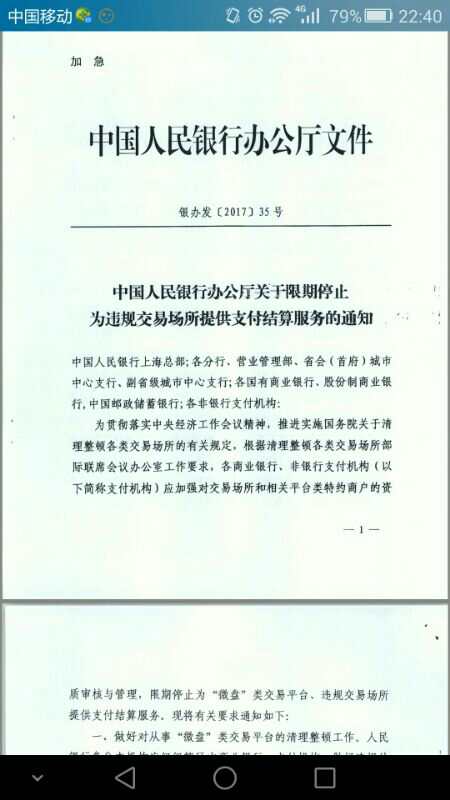 中国移动
4G
79%
22:40
加 急
中国人民银行办公厅文件
银办发〔2017〕35 号
中国人民银行办公厅关于限期停止
为违规交易场所提供支付结算服务的通知
中国人民银行上海总部;各分行、营业管理部、省会(首府)城市
中心支行、副省级城市中心支行;各国有商业银行、股份制商业银
行,中国邮政储蓄银行;各非银行支付机构:
为贯彻落实中央经济工作会议精神,推进实施国务院关于清
理整顿各类交易场所的有关规定,根据清理整顿各类交易场所部
际联席会议办公室工作要求,各商业银行、非银行支付机构(以
下简称支付机构)应加强对交易场所和相关平台类特约商户的资
—1—
质审核与管理,限期停止为“微盘”类交易平台、违规交易场所
提供支付结算服务。现将有关要求通知如下:
一、做好对从事“微盘”类交易平台的清理整顿工作。人民